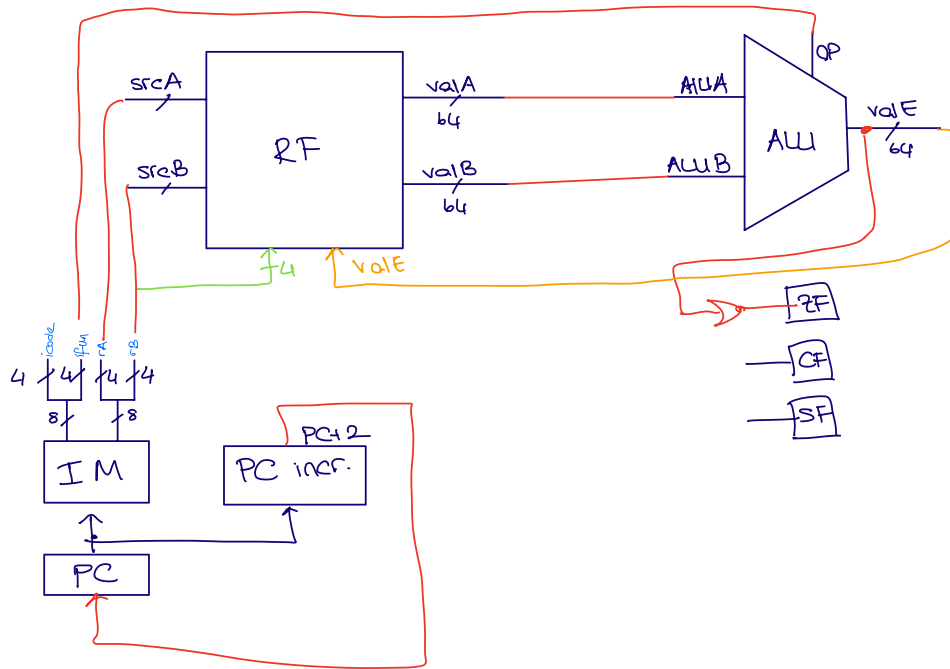 OP
srcA
valA
ALUA
valE
64
64
RF
ALU
srcB
valB
ALUB
64
4
valE
ZF
icode
ifun
rA
rB
CF
4
4
4
4
8
8
SF
PC+2
IM
PC incr.
PC